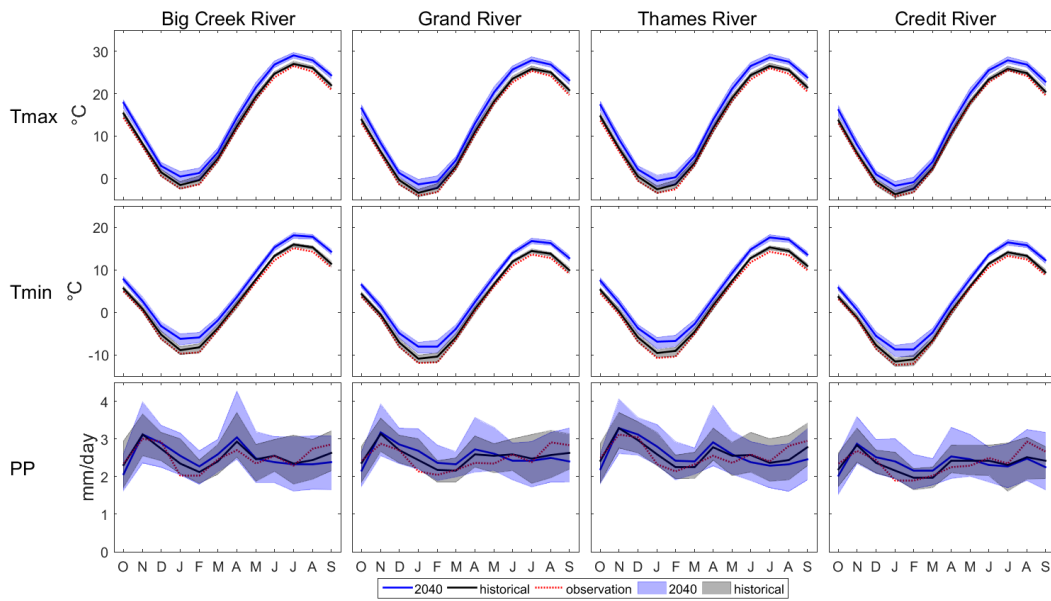 Big Creek River Grand River Thames River Credit River
Tmax
°C
30
20
10
0
Tmin
°C
20
10
0
-10
PP
mm/day
4
3
2
1
0
O N D J F M A M J J A S O N D J F M A M J J A S O N D J F M A M J J A S O N D J F M A M J J A S
2040 historical observation 2040 historical